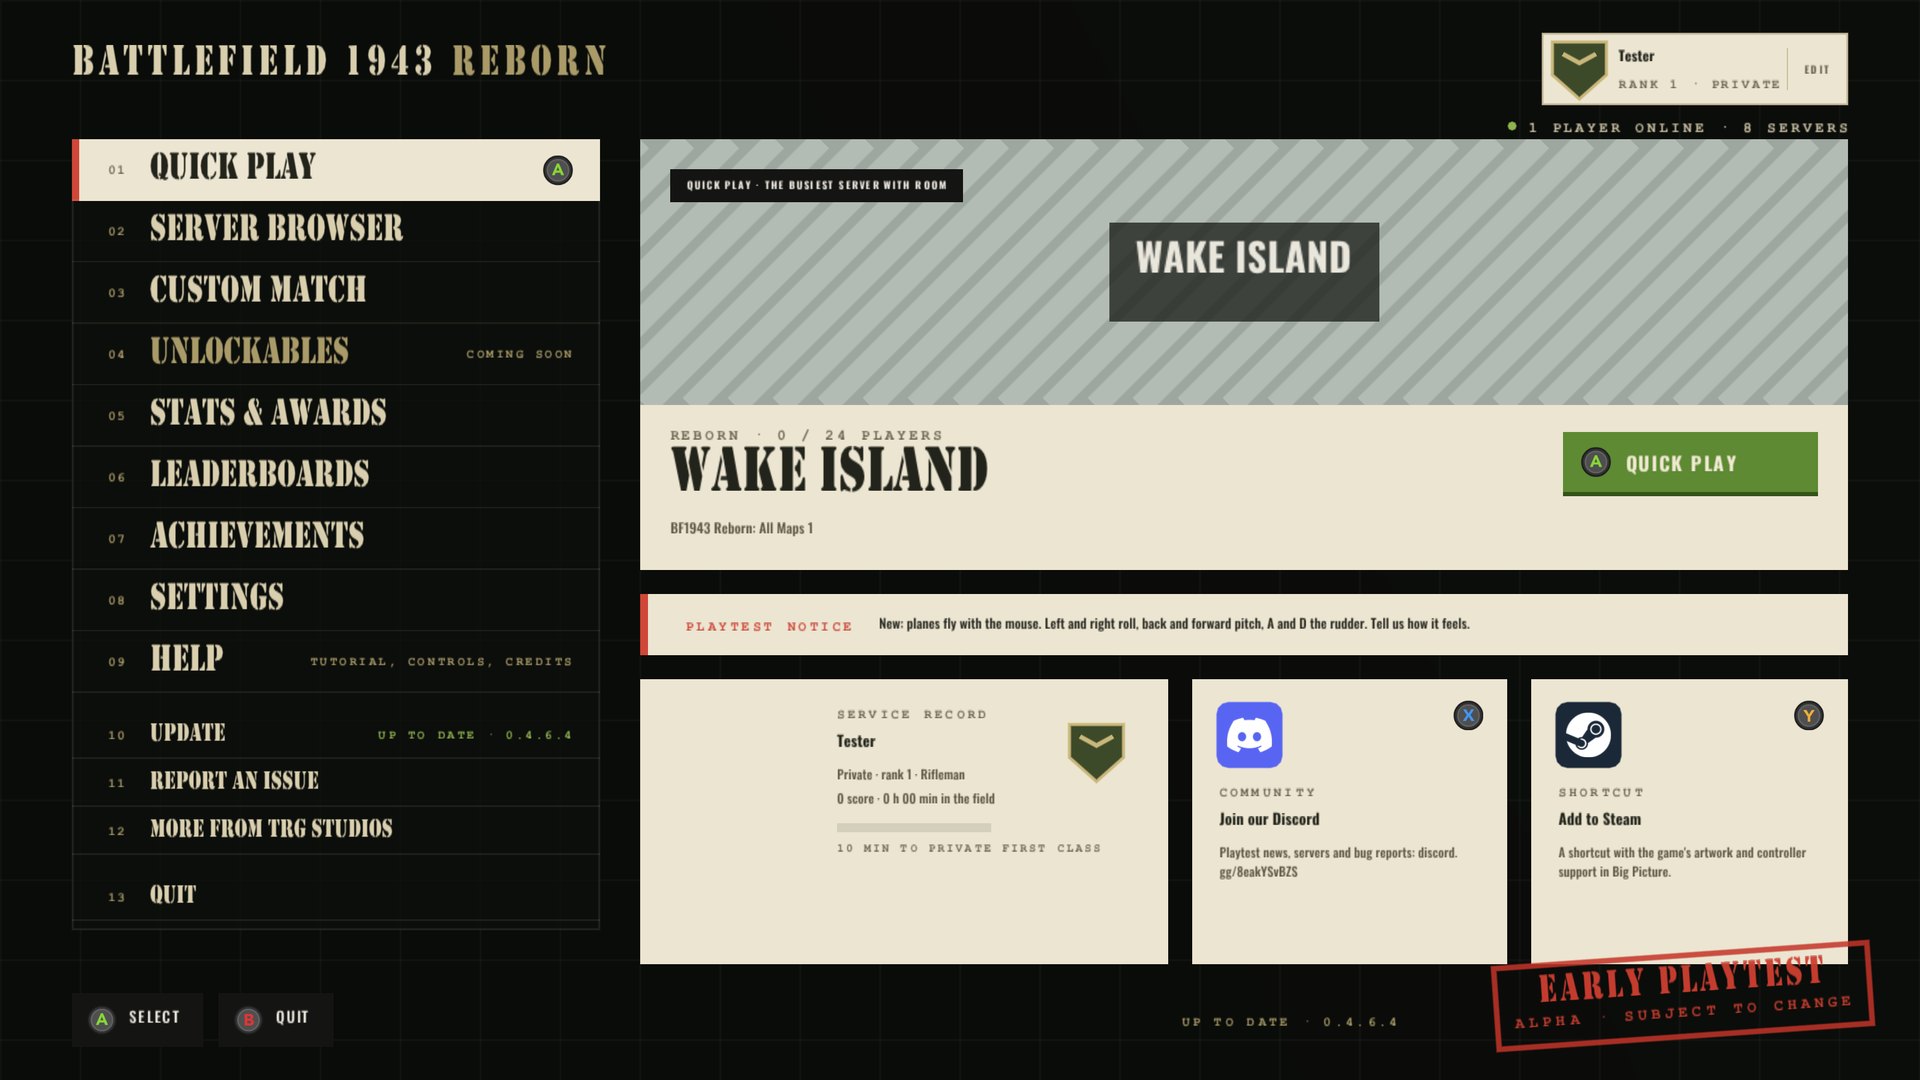 BATTLEFIELD 1943 REBORN
Tester
RANK 1 · PRIVATE
EDIT
1 PLAYER ONLINE · 8 SERVERS
01 QUICK PLAY A
02 SERVER BROWSER
03 CUSTOM MATCH
04 UNLOCKABLES COMING SOON
05 STATS & AWARDS
06 LEADERBOARDS
07 ACHIEVEMENTS
08 SETTINGS
09 HELP TUTORIAL, CONTROLS, CREDITS
10 UPDATE UP TO DATE · 0.4.6.4
11 REPORT AN ISSUE
12 MORE FROM TRG STUDIOS
13 QUIT
QUICK PLAY · THE BUSIEST SERVER WITH ROOM
WAKE ISLAND
REBORN · 0 / 24 PLAYERS
WAKE ISLAND
BF1943 Reborn: All Maps 1
A QUICK PLAY
PLAYTEST NOTICE New: planes fly with the mouse. Left and right roll, back and forward pitch, A and D the rudder. Tell us how it feels.
SERVICE RECORD
Tester
Private · rank 1 · Rifleman
0 score · 0 h 00 min in the field
10 MIN TO PRIVATE FIRST CLASS
X
COMMUNITY
Join our Discord
Playtest news, servers and bug reports: discord.
gg/8eakYSvBZS
Y
SHORTCUT
Add to Steam
A shortcut with the game's artwork and controller
support in Big Picture.
A SELECT
B QUIT
UP TO DATE · 0.4.6.4
EARLY PLAYTEST
ALPHA · SUBJECT TO CHANGE